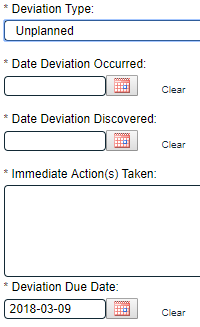 * Deviation Type:
Unplanned
* Date Deviation Occurred:
Clear
* Date Deviation Discovered:
Clear
* Immediate Action(s) Taken:
* Deviation Due Date:
2018-03-09 Clear